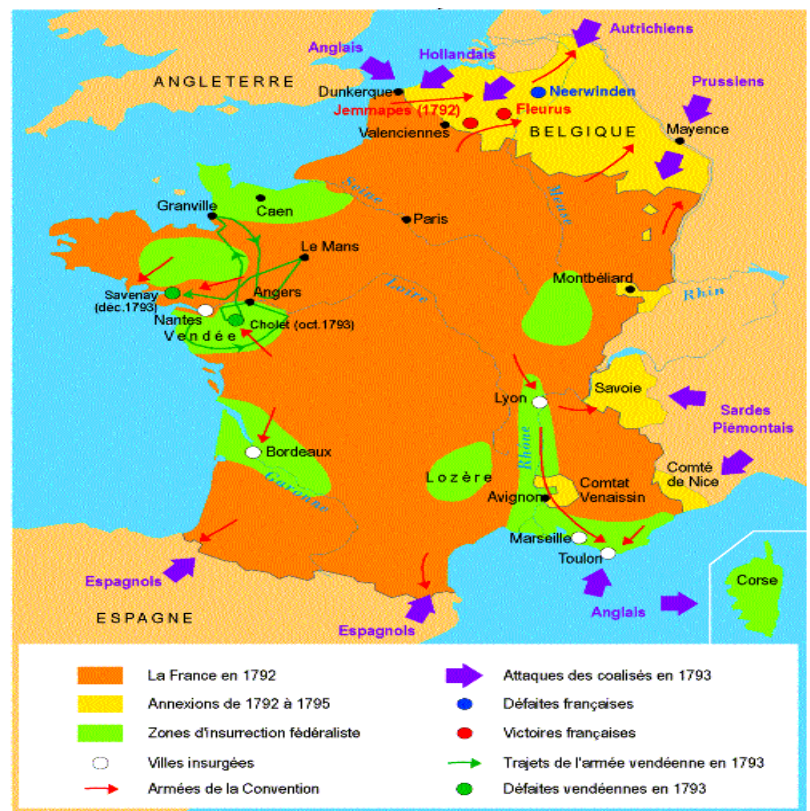 Autrichiens
Anglais
Hollandais
ANGLETERRE
Prussiens
Dunkerque
Neerwinden
Jemmapes (1792)
Fleurus
Valenciennes
BELGIQUE
Mayence
Seine
Meuse
Granville
Caen
Paris
Le Mans
Montbéliard
Rhin
Loire
Savenay
(déc.1793)
Angers
Nantes
Cholet (oct.1793)
Vendée
Savoie
Lyon
Sardes
Piémontais
Bordeaux
Rhône
Lozère
Garonne
Comtat
Venaissin
Comté
de Nice
Avignon
Marseille
Toulon
Corse
Espagnols
Anglais
ESPAGNE
Espagnols
La France en 1792
Annexions de 1792 à 1795
Zones d'insurrection fédéraliste
Villes insurgées
Armées de la Convention
Attaques des coalisés en 1793
Défaites françaises
Victoires françaises
Trajets de l'armée vendéenne en 1793
Défaites vendéennes en 1793